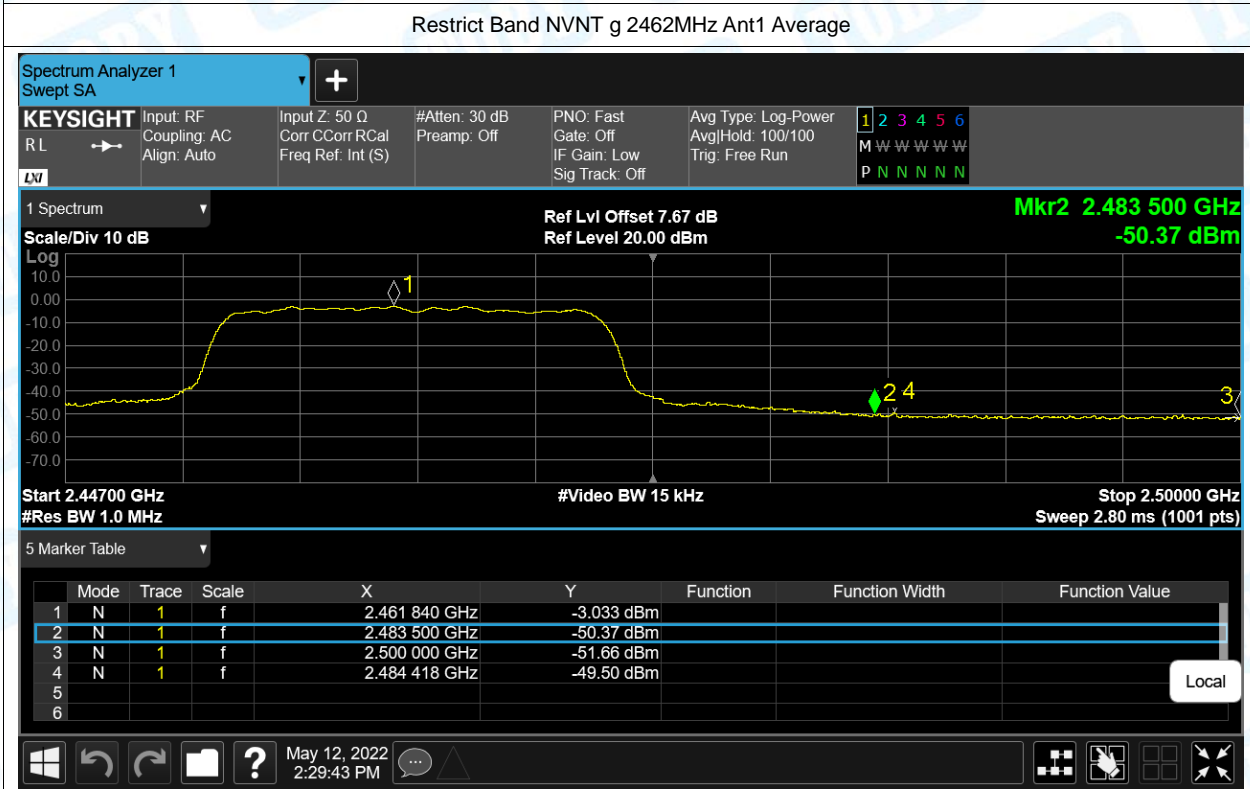 Restrict Band NVNT g 2462MHz Ant1 Average
Spectrum Analyzer 1
Swept SA
+
KEYSIGHT
R L
LXI
Input: RF
Coupling: AC
Align: Auto
Input Z: 50 Ω
Corr CCorr RCal
Freq Ref: Int (S)
#Atten: 30 dB
Preamp: Off
PNO: Fast
Gate: Off
IF Gain: Low
Sig Track: Off
Avg Type: Log-Power
Avg|Hold: 100/100
Trig: Free Run
1 2 3 4 5 6
M W W W W W
P N N N N N
1 Spectrum
Scale/Div 10 dB
Ref Lvl Offset 7.67 dB
Ref Level 20.00 dBm
Mkr2 2.483 500 GHz
-50.37 dBm
Log
10.0
0.00
-10.0
-20.0
-30.0
-40.0
-50.0
-60.0
-70.0
1
2 4
3
Start 2.44700 GHz
#Res BW 1.0 MHz
#Video BW 15 kHz
Stop 2.50000 GHz
Sweep 2.80 ms (1001 pts)
5 Marker Table
Mode Trace Scale X Y Function Function Width Function Value
1 N 1 f 2.461 840 GHz -3.033 dBm
2 N 1 f 2.483 500 GHz -50.37 dBm
3 N 1 f 2.500 000 GHz -51.66 dBm
4 N 1 f 2.484 418 GHz -49.50 dBm
5
6
Local
?
May 12, 2022
2:29:43 PM